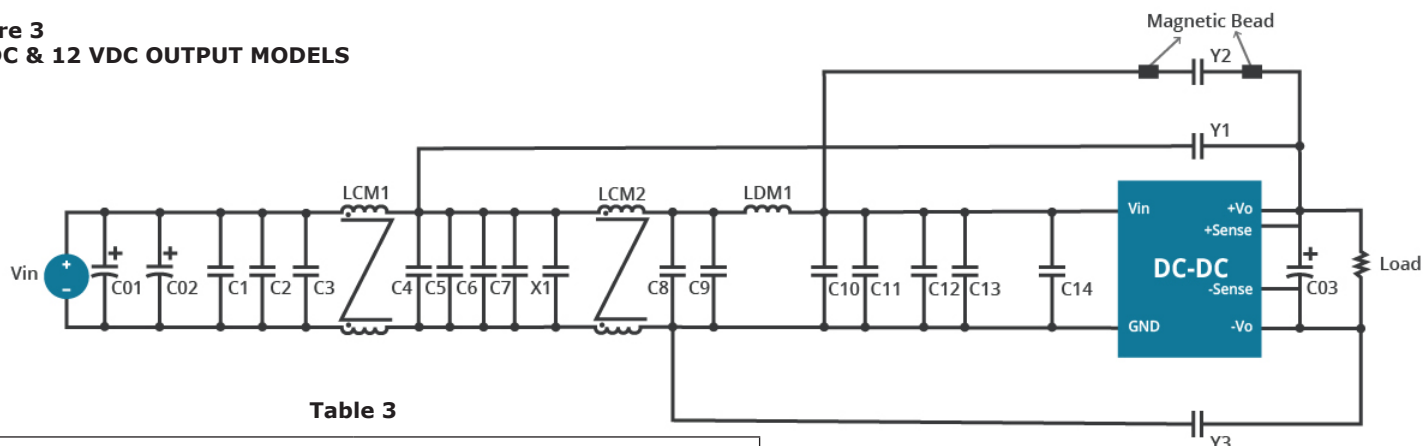 re 3
DC & 12 VDC OUTPUT MODELS
Magnetic Bead
Y2
Y1
LCM1
LCM2
LDM1
Vin
+
−
+
C01
+
C02
C1
C2
C3
C4
C5
C6
C7
X1
C8
C9
C10
C11
C12
C13
C14
Vin
GND
DC-DC
+Vo
+Sense
-Sense
-Vo
+
C03
Load
Y3
Table 3